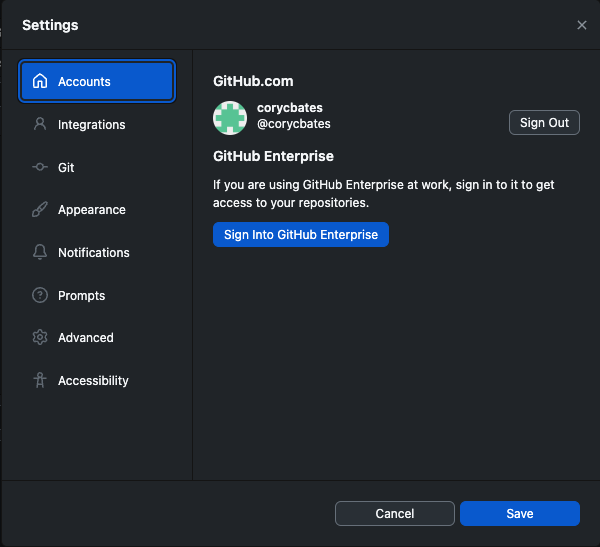 Settings
Accounts
Integrations
Git
Appearance
Notifications
Prompts
Advanced
Accessibility
GitHub.com
corycbates
@corycbates
Sign Out
GitHub Enterprise
If you are using GitHub Enterprise at work, sign in to it to get
access to your repositories.
Sign Into GitHub Enterprise
Cancel
Save